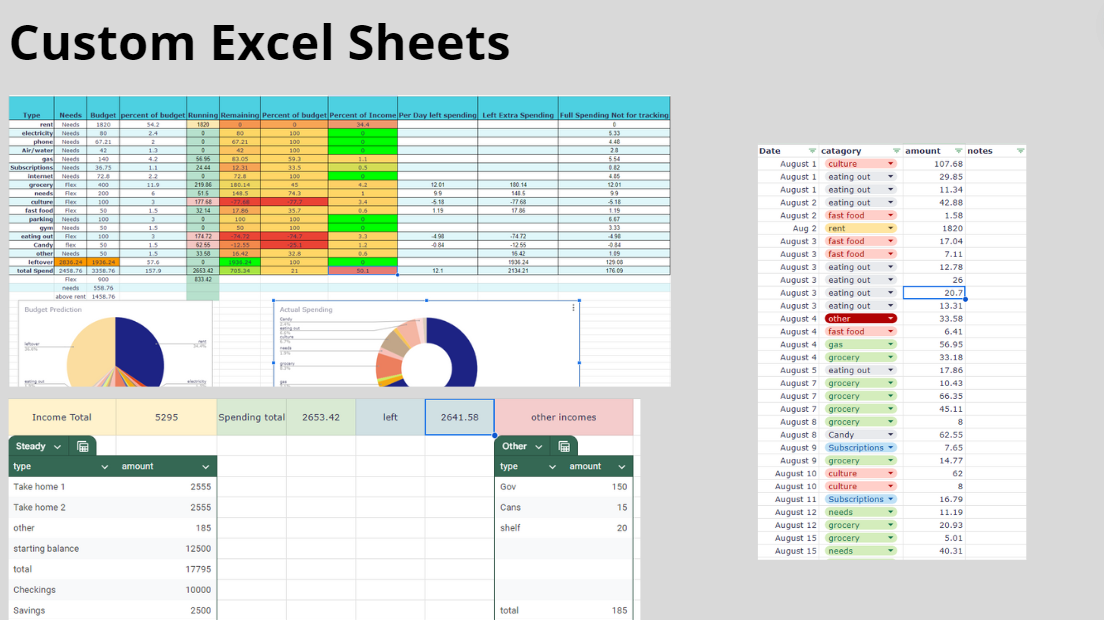 Custom Excel Sheets
Type Needs Budget percent of budget Running Remaining Percent of budget Percent of Income Per Day left spending Left Extra Spending Full Spending Not for tracking
rent Needs 1820 54.2 1820 0 0 34.4 0
electricity Needs 80 2.4 0 80 100 0 5.33
phone Needs 67.21 2 0 67.21 100 0 4.48
Air/water Needs 42 1.3 0 42 100 0 2.8
gas Needs 140 4.2 56.95 83.05 59.3 1.1 5.54
Subscriptions Needs 36.75 1.1 24.44 12.31 33.5 0.5 0.82
internet Needs 72.8 2.2 0 72.8 100 0 4.85
grocery Flex 400 11.9 219.86 180.14 45 4.2 12.01 180.14 12.01
needs Flex 200 6 51.5 148.5 74.3 1 9.9 148.5 9.9
culture Flex 100 3 177.68 -77.68 -77.7 3.4 -5.18 -77.68 -5.18
fast food Flex 50 1.5 32.14 17.86 35.7 0.6 1.19 17.86 1.19
parking Flex 100 3 0 100 100 0 6.67
gym Needs 50 1.5 0 50 100 0 3.33
eating out Flex 100 3 174.72 -74.72 -74.7 3.3 -4.98 -74.72 -4.98
Candy flex 50 1.5 62.55 -12.55 -25.1 1.2 -0.84 -12.55 -0.84
other Needs 50 1.5 33.58 16.42 32.8 0.6 16.42 1.09
leftover 2836.24 1936.24 57.6 0 1936.24 100 0 1936.24 129.08
total Spend 2458.76 3358.76 157.9 2653.42 705.34 21 50.1 12.1 2134.21 176.09
Flex 900 833.42
needs 558.76
above rent 1458.76
Budget Prediction
leftover
rent
eating out
electricity
Actual Spending
Candy
eating out
culture
needs
grocery
gas
Income Total 5295 Spending total 2653.42 left 2641.58 other incomes
Steady
type amount
Take home 1 2555
Take home 2 2555
other 185
starting balance 12500
total 17795
Checkings 10000
Savings 2500
Other
type amount
Gov 150
Cans 15
shelf 20
total 185
Date catagory amount notes
August 1 culture 107.68
August 1 eating out 29.85
August 1 eating out 11.34
August 2 eating out 42.88
August 2 fast food 1.58
Aug 2 rent 1820
August 3 fast food 17.04
August 3 fast food 7.11
August 3 eating out 12.78
August 3 eating out 26
August 3 eating out 20.7
August 3 eating out 13.31
August 4 other 33.58
August 4 fast food 6.41
August 4 gas 56.95
August 4 grocery 33.18
August 5 eating out 17.86
August 7 grocery 10.43
August 7 grocery 66.35
August 7 grocery 45.11
August 8 grocery 8
August 8 Candy 62.55
August 9 Subscriptions 7.65
August 9 grocery 14.77
August 10 culture 62
August 10 culture 8
August 11 Subscriptions 16.79
August 12 needs 11.19
August 12 grocery 20.93
August 15 grocery 5.01
August 15 needs 40.31